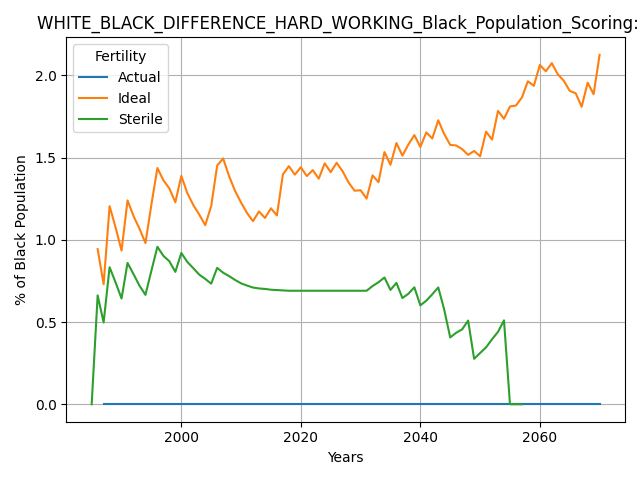 WHITE_BLACK_DIFFERENCE_HARD_WORKING_Black_Population_Scoring:
Fertility
Actual
Ideal
Sterile
% of Black Population
2.0
1.5
1.0
0.5
0.0
2000
2020
2040
2060
Years